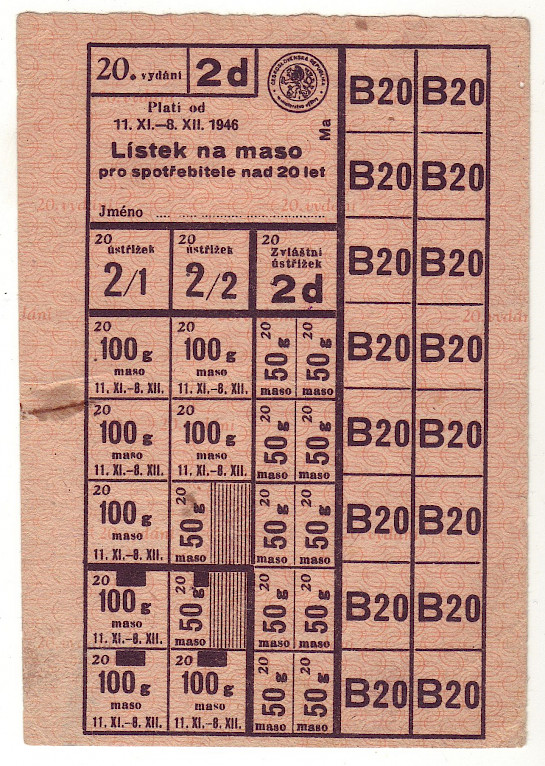 20. vydání
2d
ČESKOSLOVENSKÁ REPUBLIKA
Platí od
11. XI.–8. XII. 1946
Ma
Lístek na maso
pro spotřebitele nad 20 let
Jméno
20 ústřižek
2/1
20 ústřižek
2/2
20 Zvláštní
ústřižek
2d
20
100 g
maso
11. XI.–8. XII.
20
100 g
maso
11. XI.–8. XII.
20
50 g
maso
20
50 g
maso
20
100 g
maso
11. XI.–8. XII.
20
100 g
maso
11. XI.–8. XII.
20
50 g
maso
20
50 g
maso
20
100 g
maso
11. XI.–8. XII.
20
50 g
maso
20
50 g
maso
20
50 g
maso
20
100 g
maso
11. XI.–8. XII.
20
50 g
maso
20
50 g
maso
20
50 g
maso
20
100 g
maso
11. XI.–8. XII.
20
100 g
maso
11. XI.–8. XII.
20
50 g
maso
20
50 g
maso
B20 B20
B20 B20
B20 B20
B20 B20
B20 B20
B20 B20
B20 B20
B20 B20